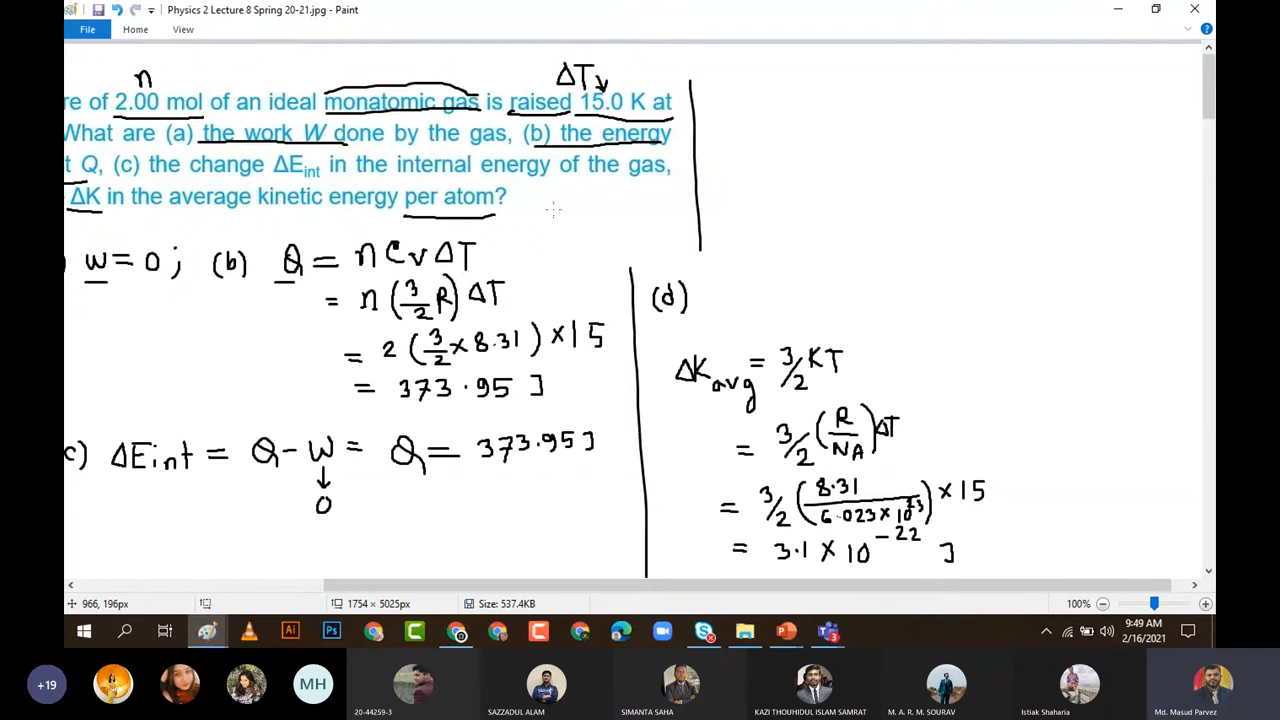 Physics 2 Lecture 8 Spring 20-21.jpg - Paint
File Home View
n
ΔT↓
re of 2.00 mol of an ideal monatomic gas is raised 15.0 K at
What are (a) the work W done by the gas, (b) the energy
t Q, (c) the change ΔEint in the internal energy of the gas,
ΔK in the average kinetic energy per atom?
) w = 0 ; (b) Q = n Cv ΔT
= n (3/2 R) ΔT
= 2 (3/2 × 8.31) × 15
= 373.95 J
c) ΔEint = Q - W = Q = 373.95 J
↓
0
(d)
ΔKavg = 3/2 KT
= 3/2 (R/NA) ΔT
= 3/2 (8.31/6.023×10^23) × 15
= 3.1 × 10^-22 J
966, 196px 1754 × 5025px Size: 537.4KB 100%
9:49 AM
2/16/2021
+19 MH 20-44259-3 SAZZADUL ALAM SIMANTA SAHA KAZI THOUHIDUL ISLAM SAMRAT M. A. R. M. SOURAV Istiak Shaharia Md. Masud Parvez